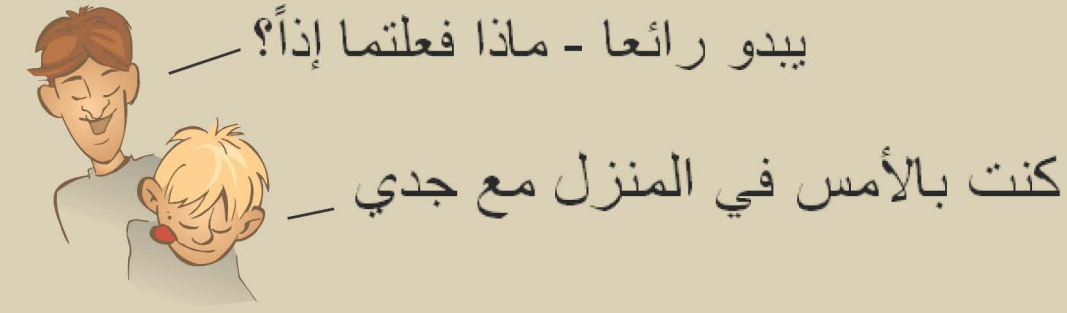 يبدو رائعا - ماذا فعلتما إذاً؟
كنت بالأمس في المنزل مع جدي